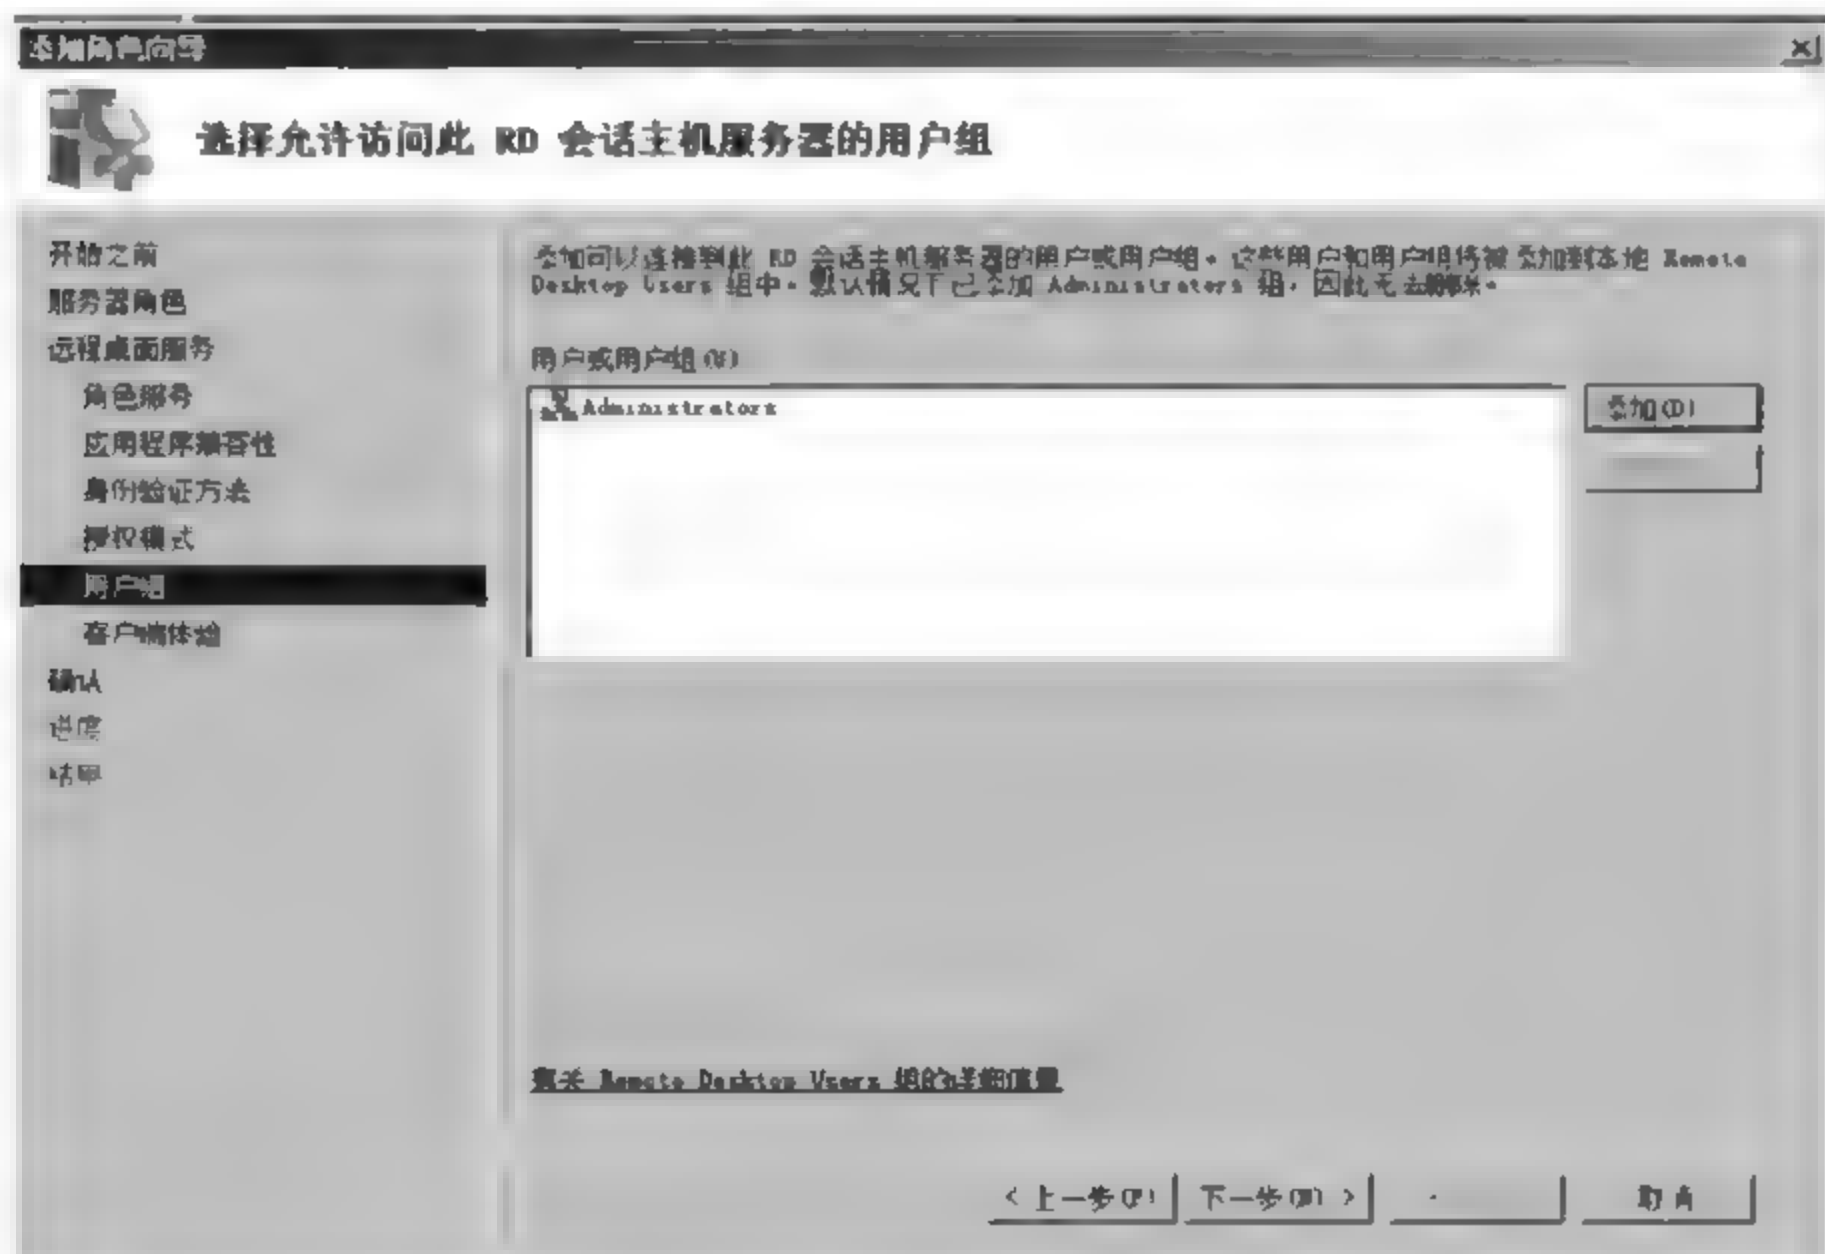 添加角色向导
选择允许访问此 RD 会话主机服务器的用户组
开始之前
服务器角色
远程桌面服务
角色服务
应用程序兼容性
身份验证方法
授权模式
用户组
客户端体验
确认
进度
结果
添加可以连接到此 RD 会话主机服务器的用户或用户组。这些用户和用户组将被添加到本地 Remote
Desktop Users 组中。默认情况下已添加 Administrators 组，因此无法删除。
用户或用户组(U)
Administrators
添加(D)
有关 Remote Desktop Users 组的详细信息
< 上一步(P)
下一步(N) >
取消